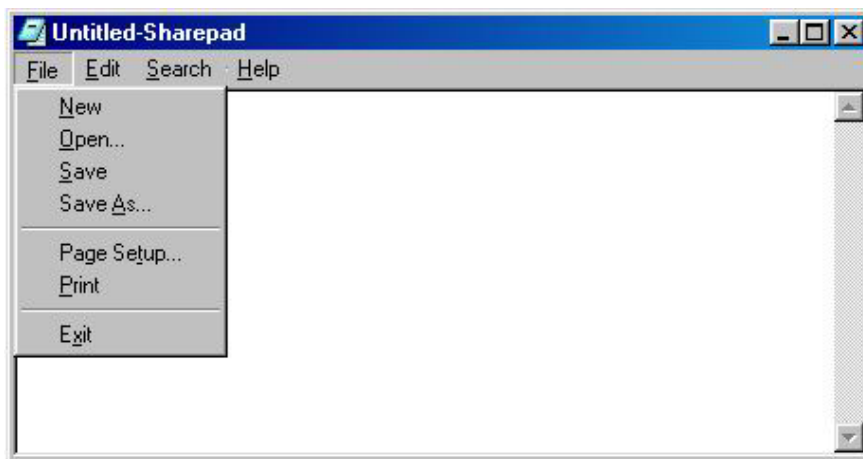 Untitled-Sharepad
File Edit Search Help
New
Open...
Save
Save As...
Page Setup...
Print
Exit